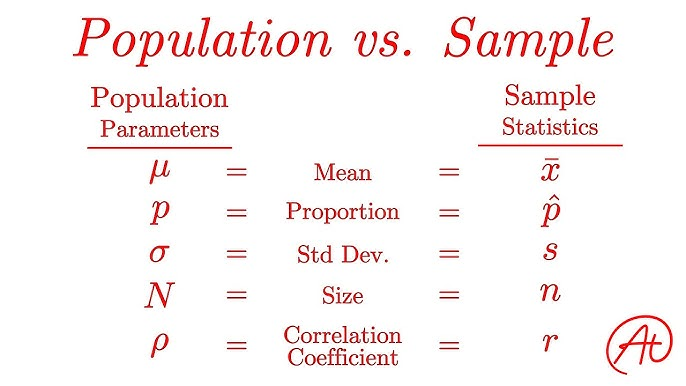 Population vs. Sample
Population
Parameters
Sample
Statistics
μ = Mean = x̄
p = Proportion = p̂
σ = Std Dev. = s
N = Size = n
ρ = Correlation Coefficient = r
At